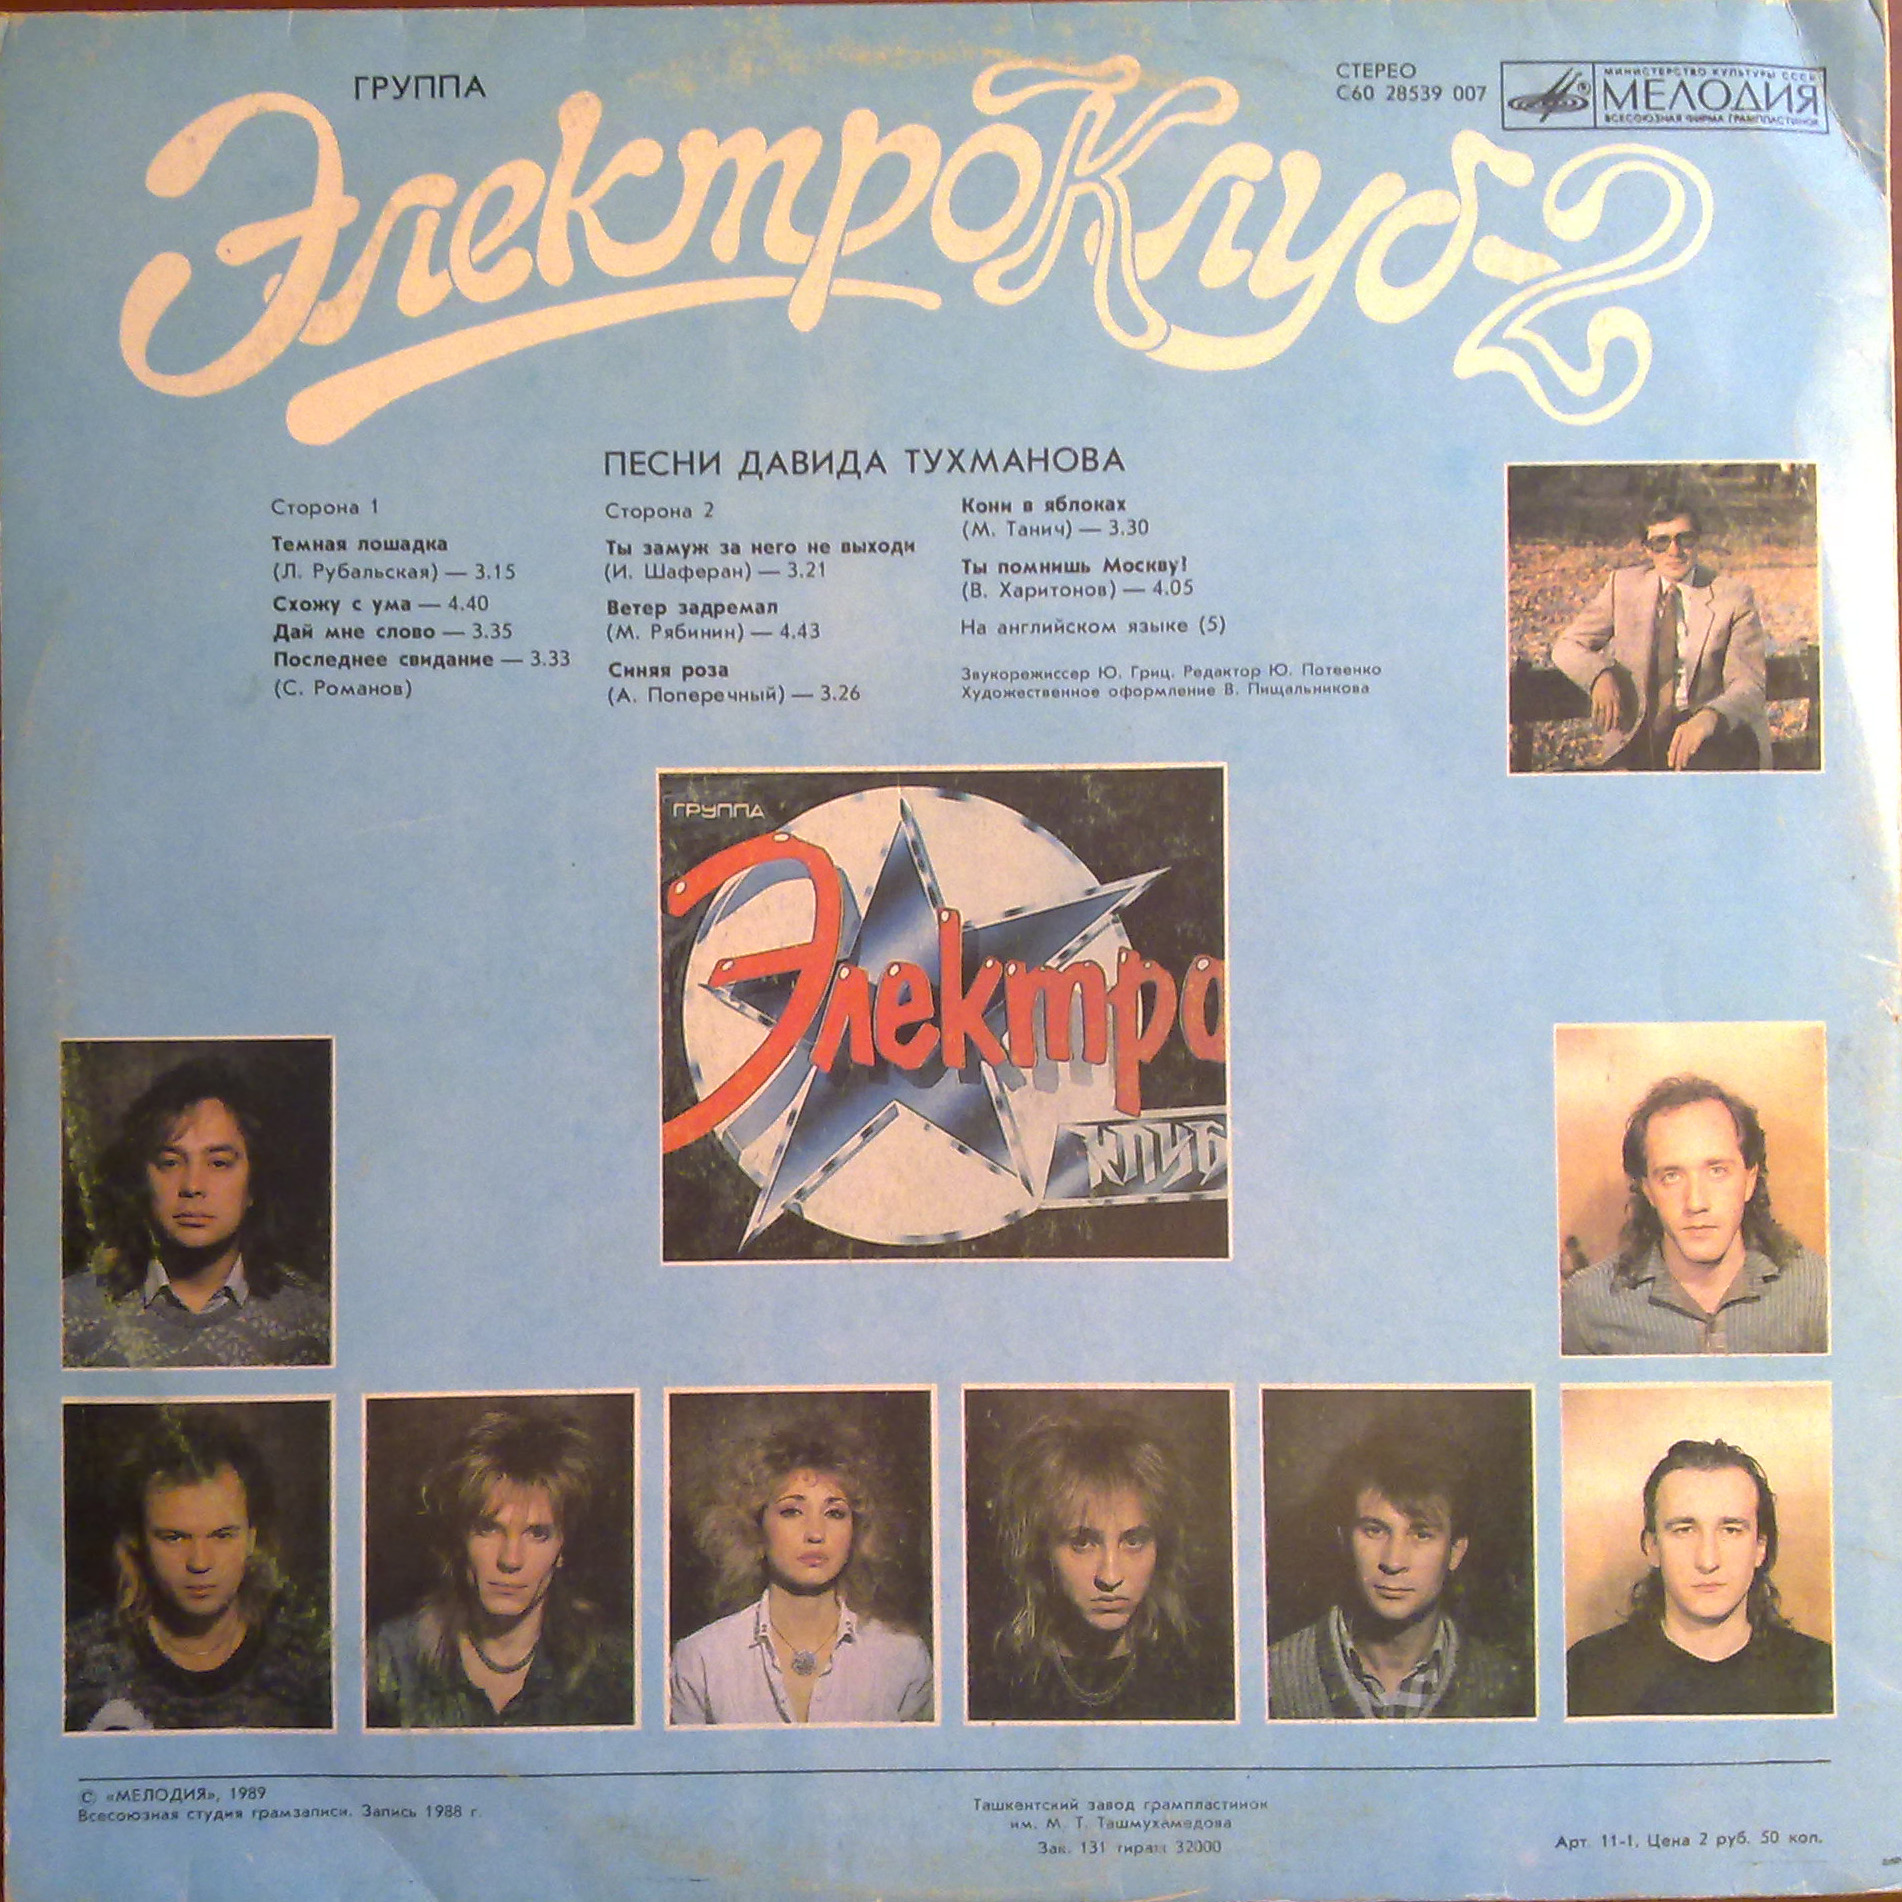 ГРУППА
СТЕРЕО
С60 28539 007
МИНИСТЕРСТВО КУЛЬТУРЫ СССР
МЕЛОДИЯ
ВСЕСОЮЗНАЯ ФИРМА ГРАМПЛАСТИНОК
ЭлектроКлуб-2
ПЕСНИ ДАВИДА ТУХМАНОВА
Сторона 1
Темная лошадка
(Л. Рубальская) — 3.15
Схожу с ума — 4.40
Дай мне слово — 3.35
Последнее свидание — 3.33
(С. Романов)
Сторона 2
Ты замуж за него не выходи
(И. Шаферан) — 3.21
Ветер задремал
(М. Рябинин) — 4.43
Синяя роза
(А. Поперечный) — 3.26
Кони в яблоках
(М. Танич) — 3.30
Ты помнишь Москву!
(В. Харитонов) — 4.05
На английском языке (5)
Звукорежиссер Ю. Гриц. Редактор Ю. Потеенко
Художественное оформление В. Пищальникова
ГРУППА
Электро
КЛУБ
© «МЕЛОДИЯ», 1989
Всесоюзная студия грамзаписи. Запись 1988 г.
Ташкентский завод грампластинок
им. М. Т. Ташмухамедова
Зак. 131 тираж 32000
Арт. 11-1. Цена 2 руб. 50 коп.